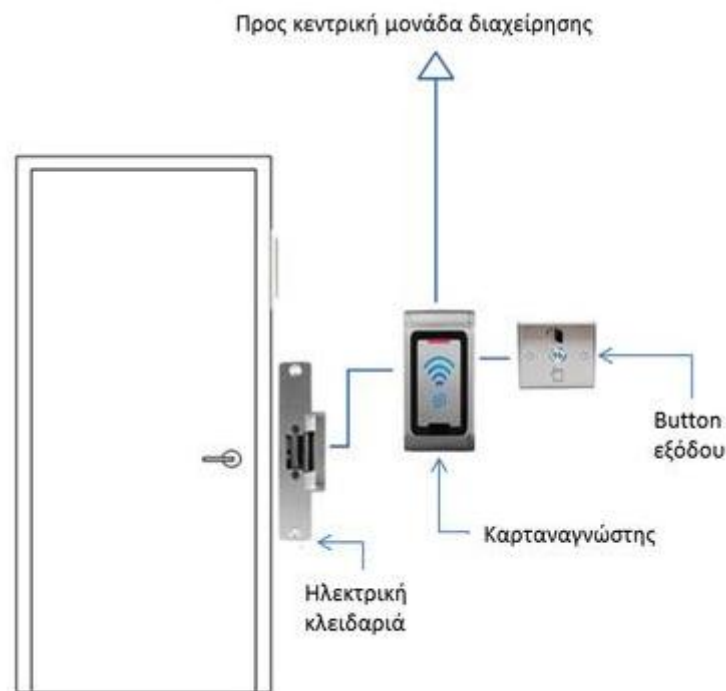 Προς κεντρική μονάδα διαχείρησης
Button
εξόδου
Καρταναγνώστης
Ηλεκτρική
κλειδαριά